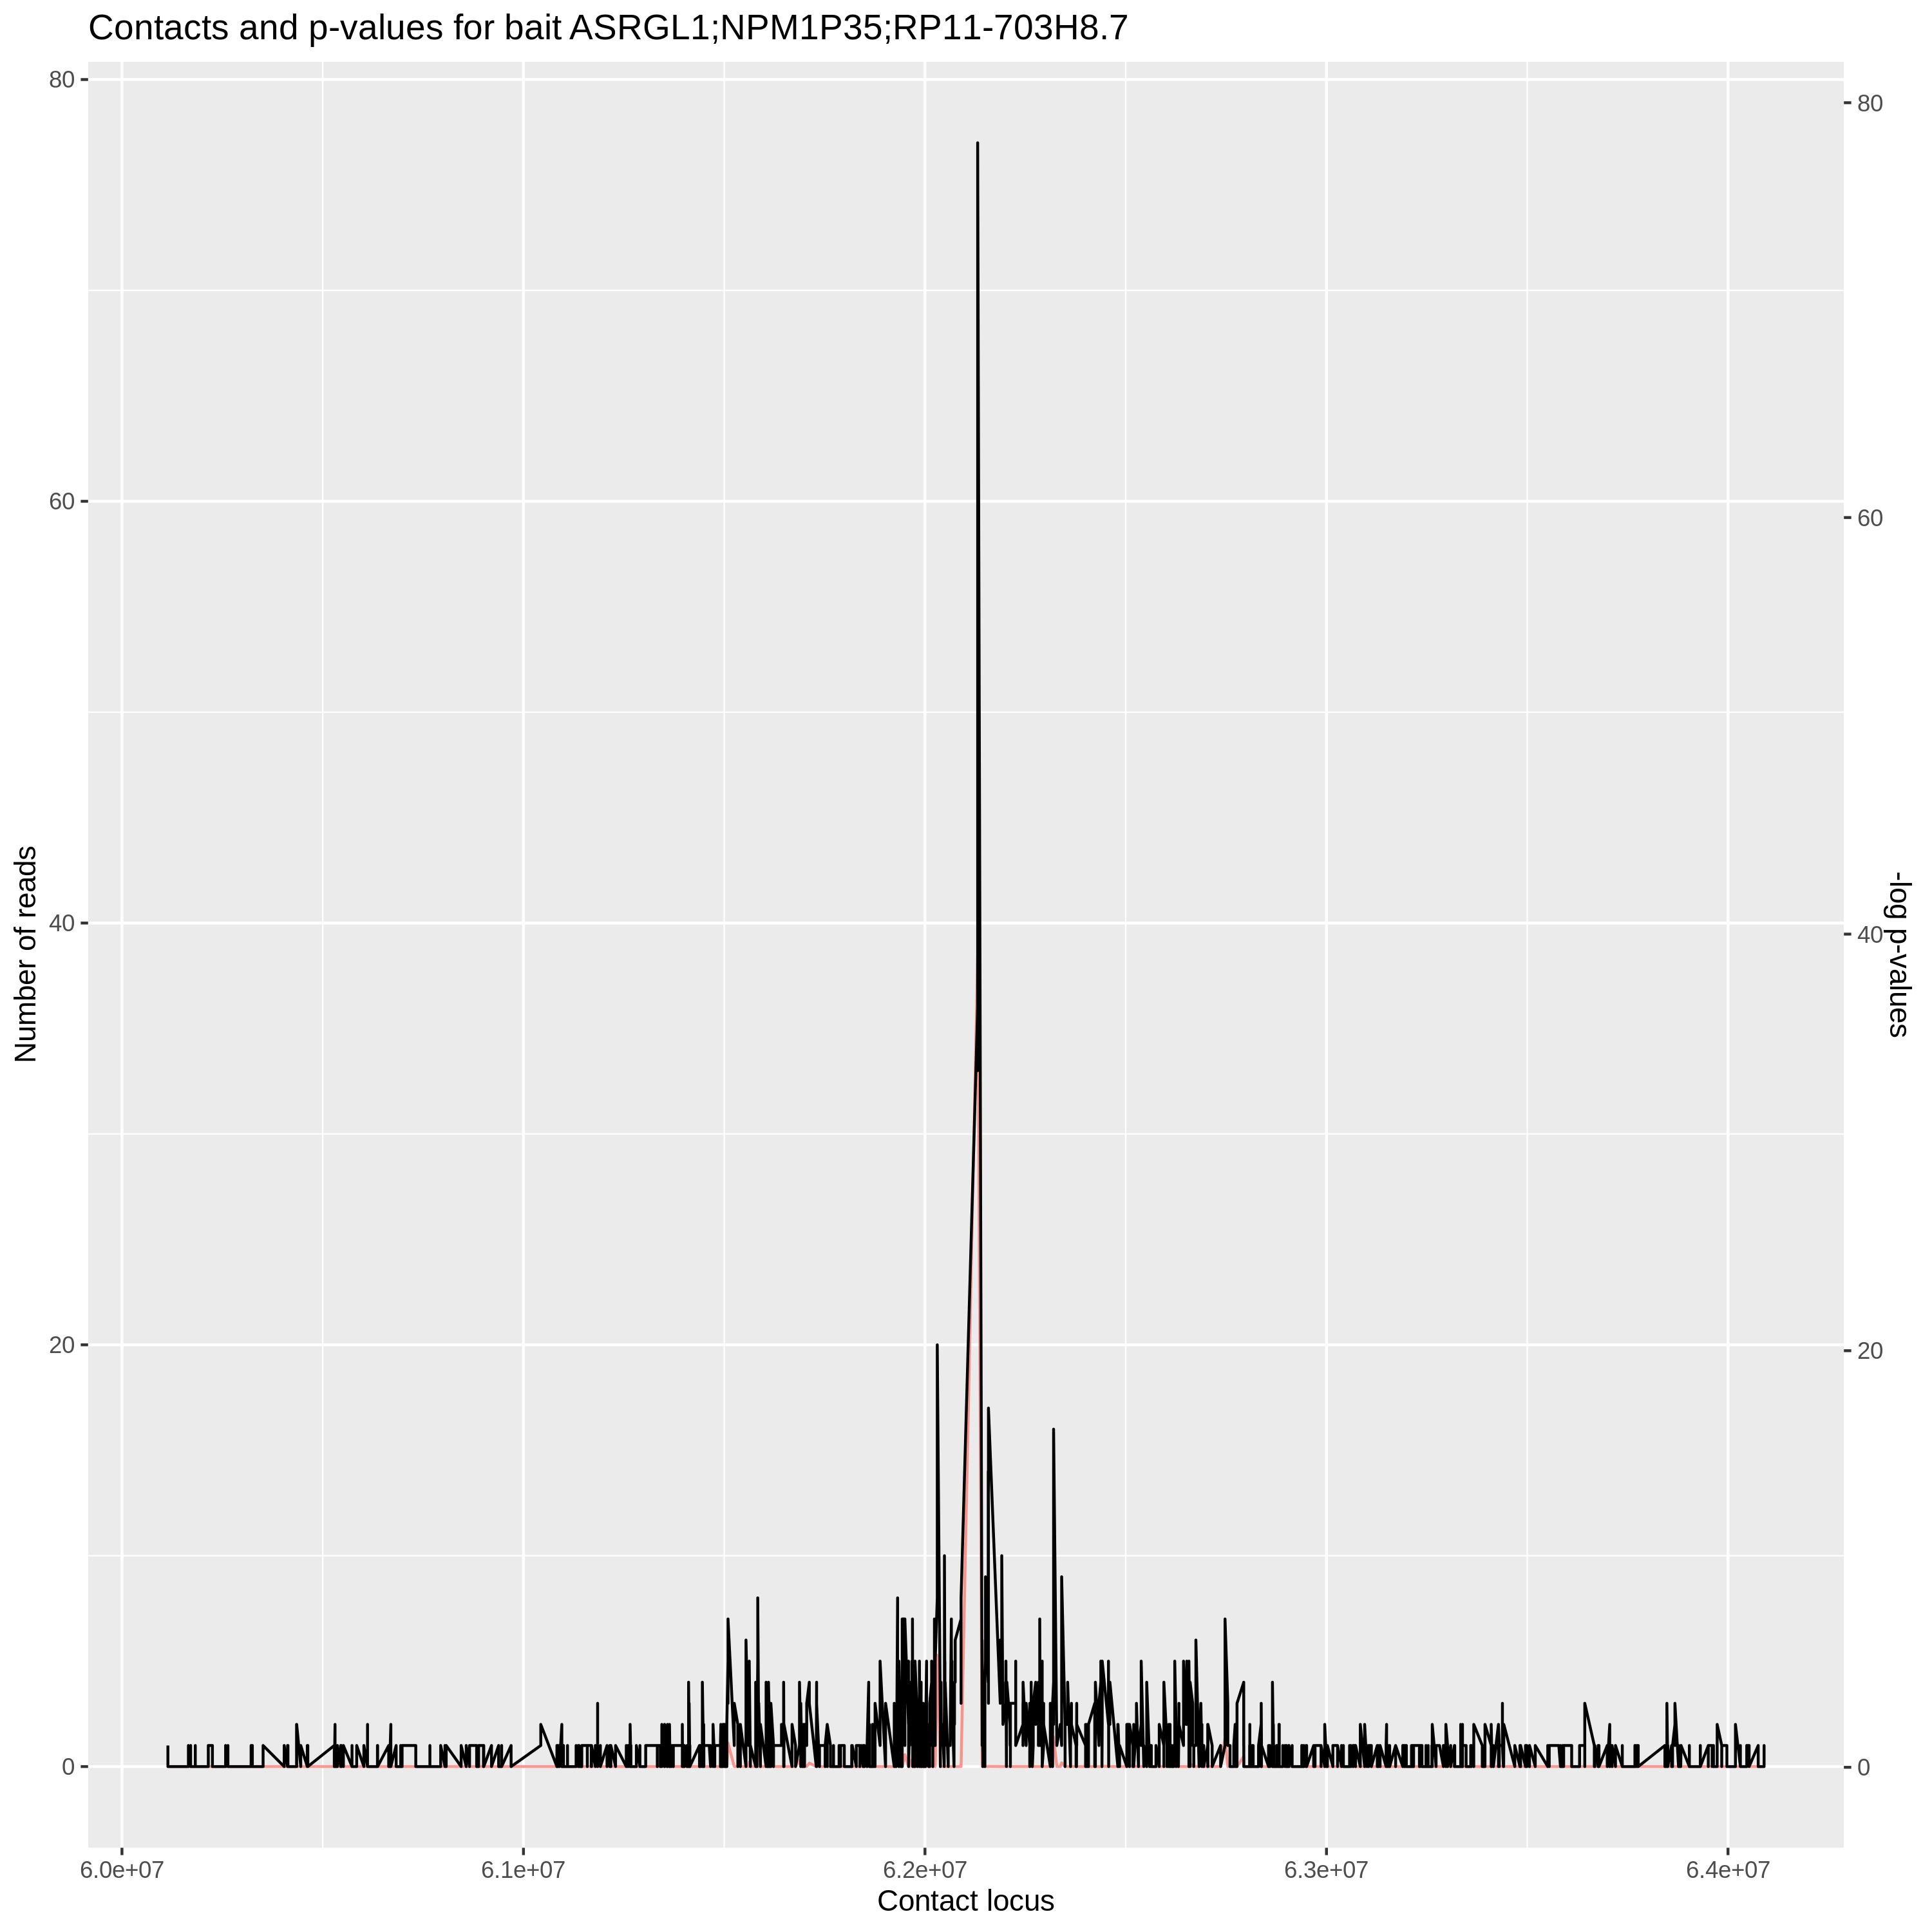 Contacts and p-values for bait ASRGL1;NPM1P35;RP11-703H8.7
80
60
40
20
0
Number of reads
80
60
40
20
0
-log p-values
6.0e+07 6.1e+07 6.2e+07 6.3e+07 6.4e+07
Contact locus